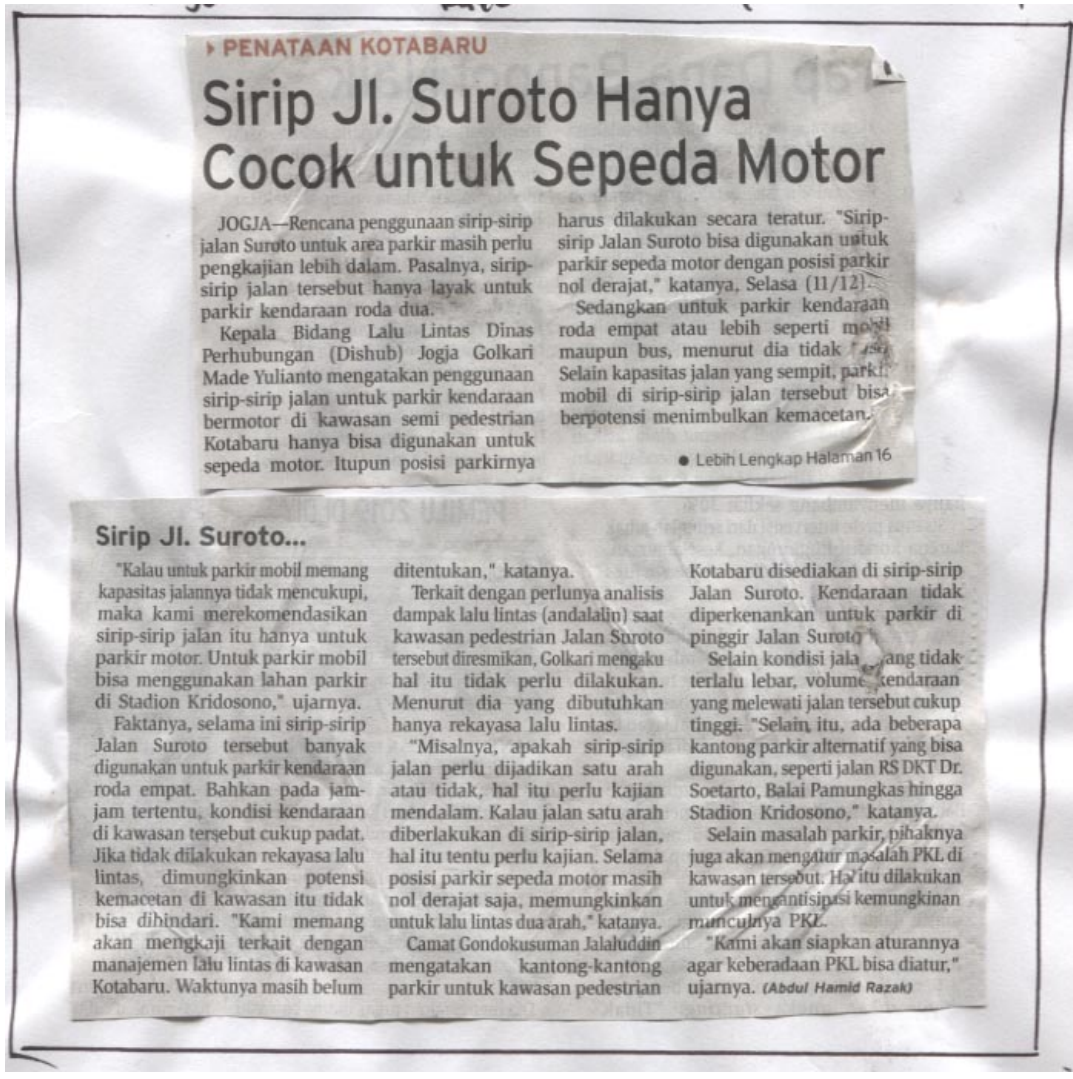 PENATAAN KOTABARU
Sirip Jl. Suroto Hanya
Cocok untuk Sepeda Motor
JOGJA—Rencana penggunaan sirip-sirip
jalan Suroto untuk area parkir masih perlu
pengkajian lebih dalam. Pasalnya, sirip-
sirip jalan tersebut hanya layak untuk
parkir kendaraan roda dua.
Kepala Bidang Lalu Lintas Dinas
Perhubungan (Dishub) Jogja Golkari
Made Yulianto mengatakan penggunaan
sirip-sirip jalan untuk parkir kendaraan
bermotor di kawasan semi pedestrian
Kotabaru hanya bisa digunakan untuk
sepeda motor. Itupun posisi parkirnya
harus dilakukan secara teratur. "Sirip-
sirip Jalan Suroto bisa digunakan untuk
parkir sepeda motor dengan posisi parkir
nol derajat," katanya, Selasa (11/12).
Sedangkan untuk parkir kendaraan
roda empat atau lebih seperti mobil
maupun bus, menurut dia tidak
Selain kapasitas jalan yang sempit, parkir
mobil di sirip-sirip jalan tersebut bisa
berpotensi menimbulkan kemacetan.
● Lebih Lengkap Halaman 16
Sirip Jl. Suroto...
"Kalau untuk parkir mobil memang
kapasitas jalannya tidak mencukupi,
maka kami merekomendasikan
sirip-sirip jalan itu hanya untuk
parkir motor. Untuk parkir mobil
bisa menggunakan lahan parkir
di Stadion Kridosono," ujarnya.
Faktanya, selama ini sirip-sirip
Jalan Suroto tersebut banyak
digunakan untuk parkir kendaraan
roda empat. Bahkan pada jam-
jam tertentu, kondisi kendaraan
di kawasan tersebut cukup padat.
Jika tidak dilakukan rekayasa lalu
lintas, dimungkinkan potensi
kemacetan di kawasan itu tidak
bisa dihindari. "Kami memang
akan mengkaji terkait dengan
manajemen lalu lintas di kawasan
Kotabaru. Waktunya masih belum
ditentukan," katanya.
Terkait dengan perlunya analisis
dampak lalu lintas (andalalin) saat
kawasan pedestrian Jalan Suroto
tersebut diresmikan, Golkari mengaku
hal itu tidak perlu dilakukan.
Menurut dia yang dibutuhkan
hanya rekayasa lalu lintas.
"Misalnya, apakah sirip-sirip
jalan perlu dijadikan satu arah
atau tidak, hal itu perlu kajian
mendalam. Kalau jalan satu arah
diberlakukan di sirip-sirip jalan,
hal itu tentu perlu kajian. Selama
posisi parkir sepeda motor masih
nol derajat saja, memungkinkan
untuk lalu lintas dua arah," katanya.
Camat Gondokusuman Jalaluddin
mengatakan kantong-kantong
parkir untuk kawasan pedestrian
Kotabaru disediakan di sirip-sirip
Jalan Suroto. Kendaraan tidak
diperkenankan untuk parkir di
pinggir Jalan Suroto
Selain kondisi jalan yang tidak
terlalu lebar, volume kendaraan
yang melewati jalan tersebut cukup
tinggi. "Selain itu, ada beberapa
kantong parkir alternatif yang bisa
digunakan, seperti jalan RS DKT Dr.
Soetarto, Balai Pamungkas hingga
Stadion Kridosono," katanya.
Selain masalah parkir, pihaknya
juga akan mengatur masalah PKL di
kawasan tersebut. Hal itu dilakukan
untuk mengantisipasi kemungkinan
munculnya PKL.
"Kami akan siapkan aturannya
agar keberadaan PKL bisa diatur,"
ujarnya. (Abdul Hamid Razak)